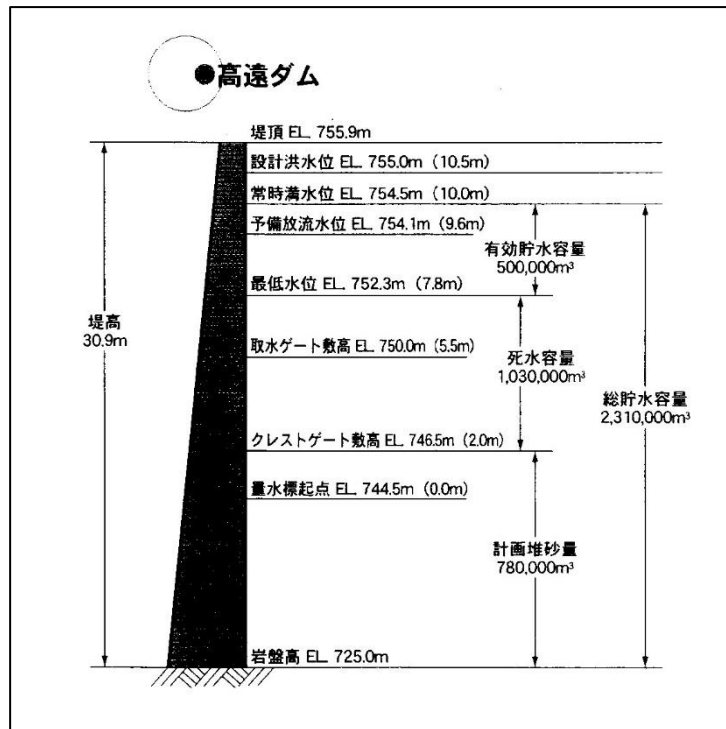 高遠ダム
堤頂 EL. 755.9m
設計洪水位 EL. 755.0m (10.5m)
常時満水位 EL. 754.5m (10.0m)
予備放流水位 EL. 754.1m (9.6m)
有効貯水容量
500,000m³
最低水位 EL. 752.3m (7.8m)
堤高
30.9m
取水ゲート敷高 EL. 750.0m (5.5m)
死水容量
1,030,000m³
総貯水容量
2,310,000m³
クレストゲート敷高 EL. 746.5m (2.0m)
量水標起点 EL. 744.5m (0.0m)
計画堆砂量
780,000m³
岩盤高 EL. 725.0m